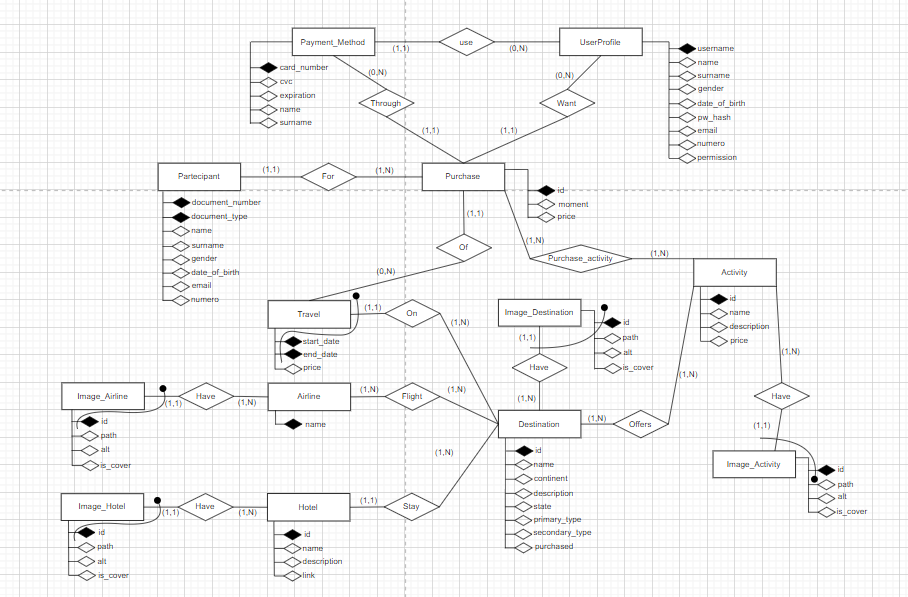 Payment_Method
(1,1)
use
(0,N)
UserProfile
card_number
cvc
expiration
name
surname
(0,N)
Through
(1,1)
(0,N)
Want
(1,1)
username
name
surname
gender
date_of_birth
pw_hash
email
numero
permission
Partecipant
(1,1)
For
(1,N)
Purchase
id
moment
price
document_number
document_type
name
surname
gender
date_of_birth
email
numero
(1,1)
Of
(0,N)
(1,N)
Purchase_activity
(1,N)
Activity
id
name
description
price
Travel
(1,1)
On
(1,N)
start_date
end_date
price
Image_Destination
id
path
alt
is_cover
(1,1)
Have
(1,N)
(1,N)
(1,N)
Have
(1,1)
Image_Airline
(1,1)
Have
(1,N)
Airline
(1,N)
Flight
(1,N)
id
path
alt
is_cover
name
Destination
(1,N)
Offers
id
name
continent
description
state
primary_type
secondary_type
purchased
(1,N)
Image_Activity
id
path
alt
is_cover
Image_Hotel
(1,1)
Have
(1,N)
Hotel
(1,1)
Stay
id
path
alt
is_cover
id
name
description
link